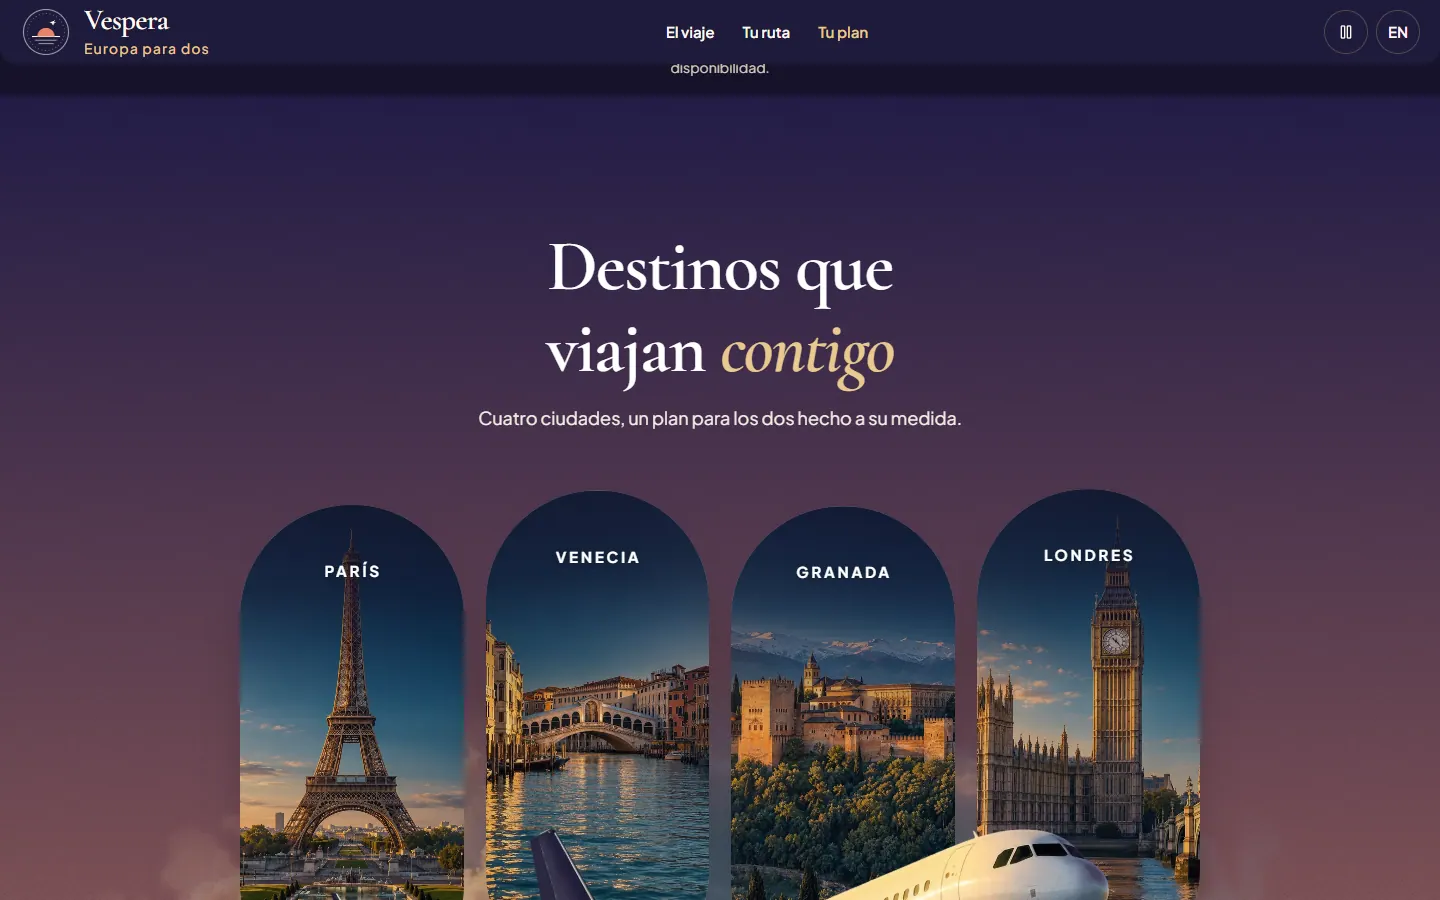 Vespera
Europa para dos
El viaje
Tu ruta
Tu plan
EN
disponibilidad.
Destinos que
viajan contigo
Cuatro ciudades, un plan para los dos hecho a su medida.
PARÍS
VENECIA
GRANADA
LONDRES